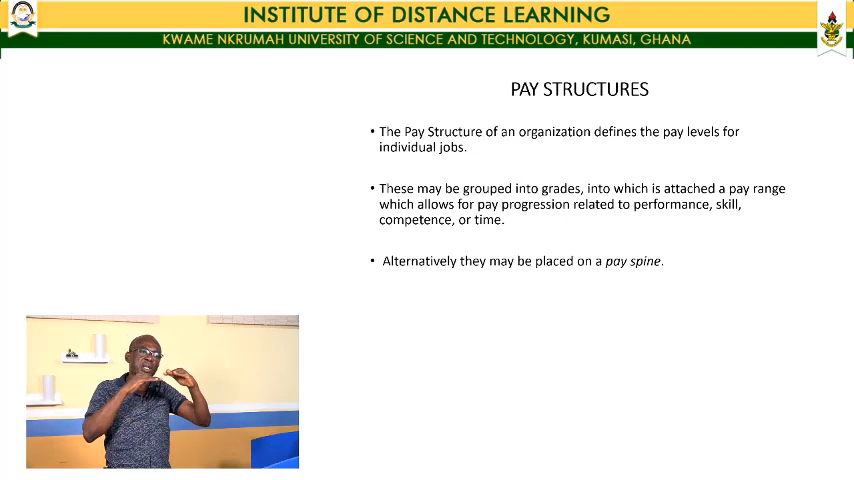 INSTITUTE OF DISTANCE LEARNING
KWAME NKRUMAH UNIVERSITY OF SCIENCE AND TECHNOLOGY, KUMASI, GHANA
PAY STRUCTURES
• The Pay Structure of an organization defines the pay levels for
individual jobs.
• These may be grouped into grades, into which is attached a pay range
which allows for pay progression related to performance, skill,
competence, or time.
• Alternatively they may be placed on a pay spine.